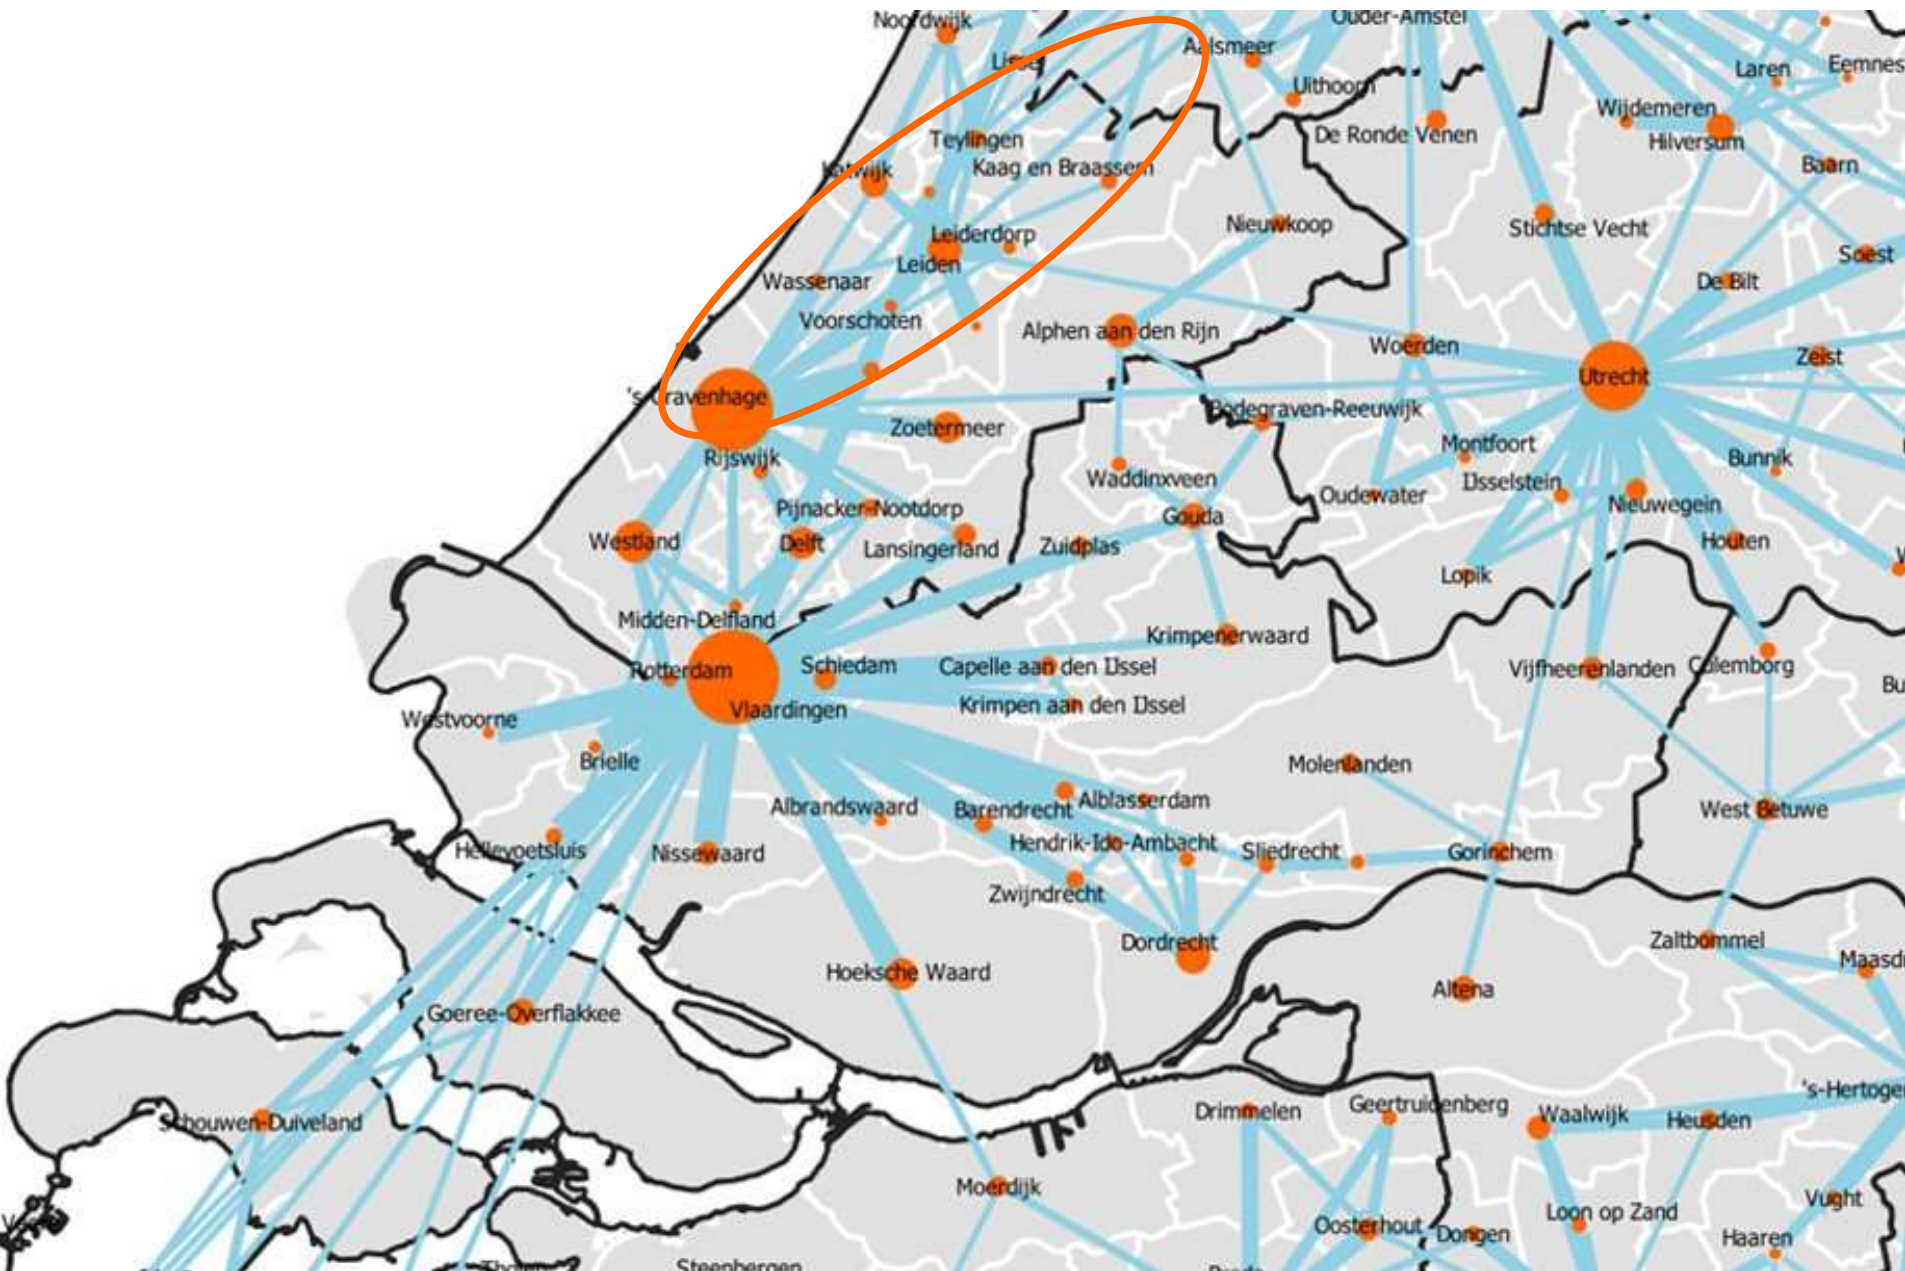 Noordwijk
Ouder-Amstel
Aalsmeer
Lisse
Laren
Eemnes
Uithoorn
Wijdemeren
De Ronde Venen
Teylingen
Hilversum
Katwijk
Kaag en Braassem
Baarn
Nieuwkoop
Stichtse Vecht
Leiderdorp
Soest
Leiden
Wassenaar
De Bilt
Voorschoten
Alphen aan den Rijn
Woerden
Zeist
Utrecht
's-Gravenhage
Bodegraven-Reeuwijk
Zoetermeer
Montfoort
Rijswijk
Bunnik
Waddinxveen
IJsselstein
Oudewater
Nieuwegein
Pijnacker-Nootdorp
Gouda
Westland
Delft
Lansingerland
Zuidplas
Houten
Lopik
Midden-Delfland
Krimpenerwaard
Rotterdam
Schiedam
Capelle aan den IJssel
Vijfheerenlanden
Culemborg
Bu
Krimpen aan den IJssel
Vlaardingen
Westvoorne
Brielle
Molenlanden
Albrandswaard
Barendrecht
Alblasserdam
West Betuwe
Hendrik-Ido-Ambacht
Hellevoetsluis
Nissewaard
Sliedrecht
Gorinchem
Zwijndrecht
Dordrecht
Zaltbommel
Maasdr
Hoeksche Waard
Altena
Goeree-Overflakkee
's-Hertoge
Geertruidenberg
Drimmelen
Waalwijk
Heusden
Schouwen-Duiveland
Moerdijk
Vught
Loon op Zand
Oosterhout
Dongen
Haaren
Tholen
Steenbergen
Breda